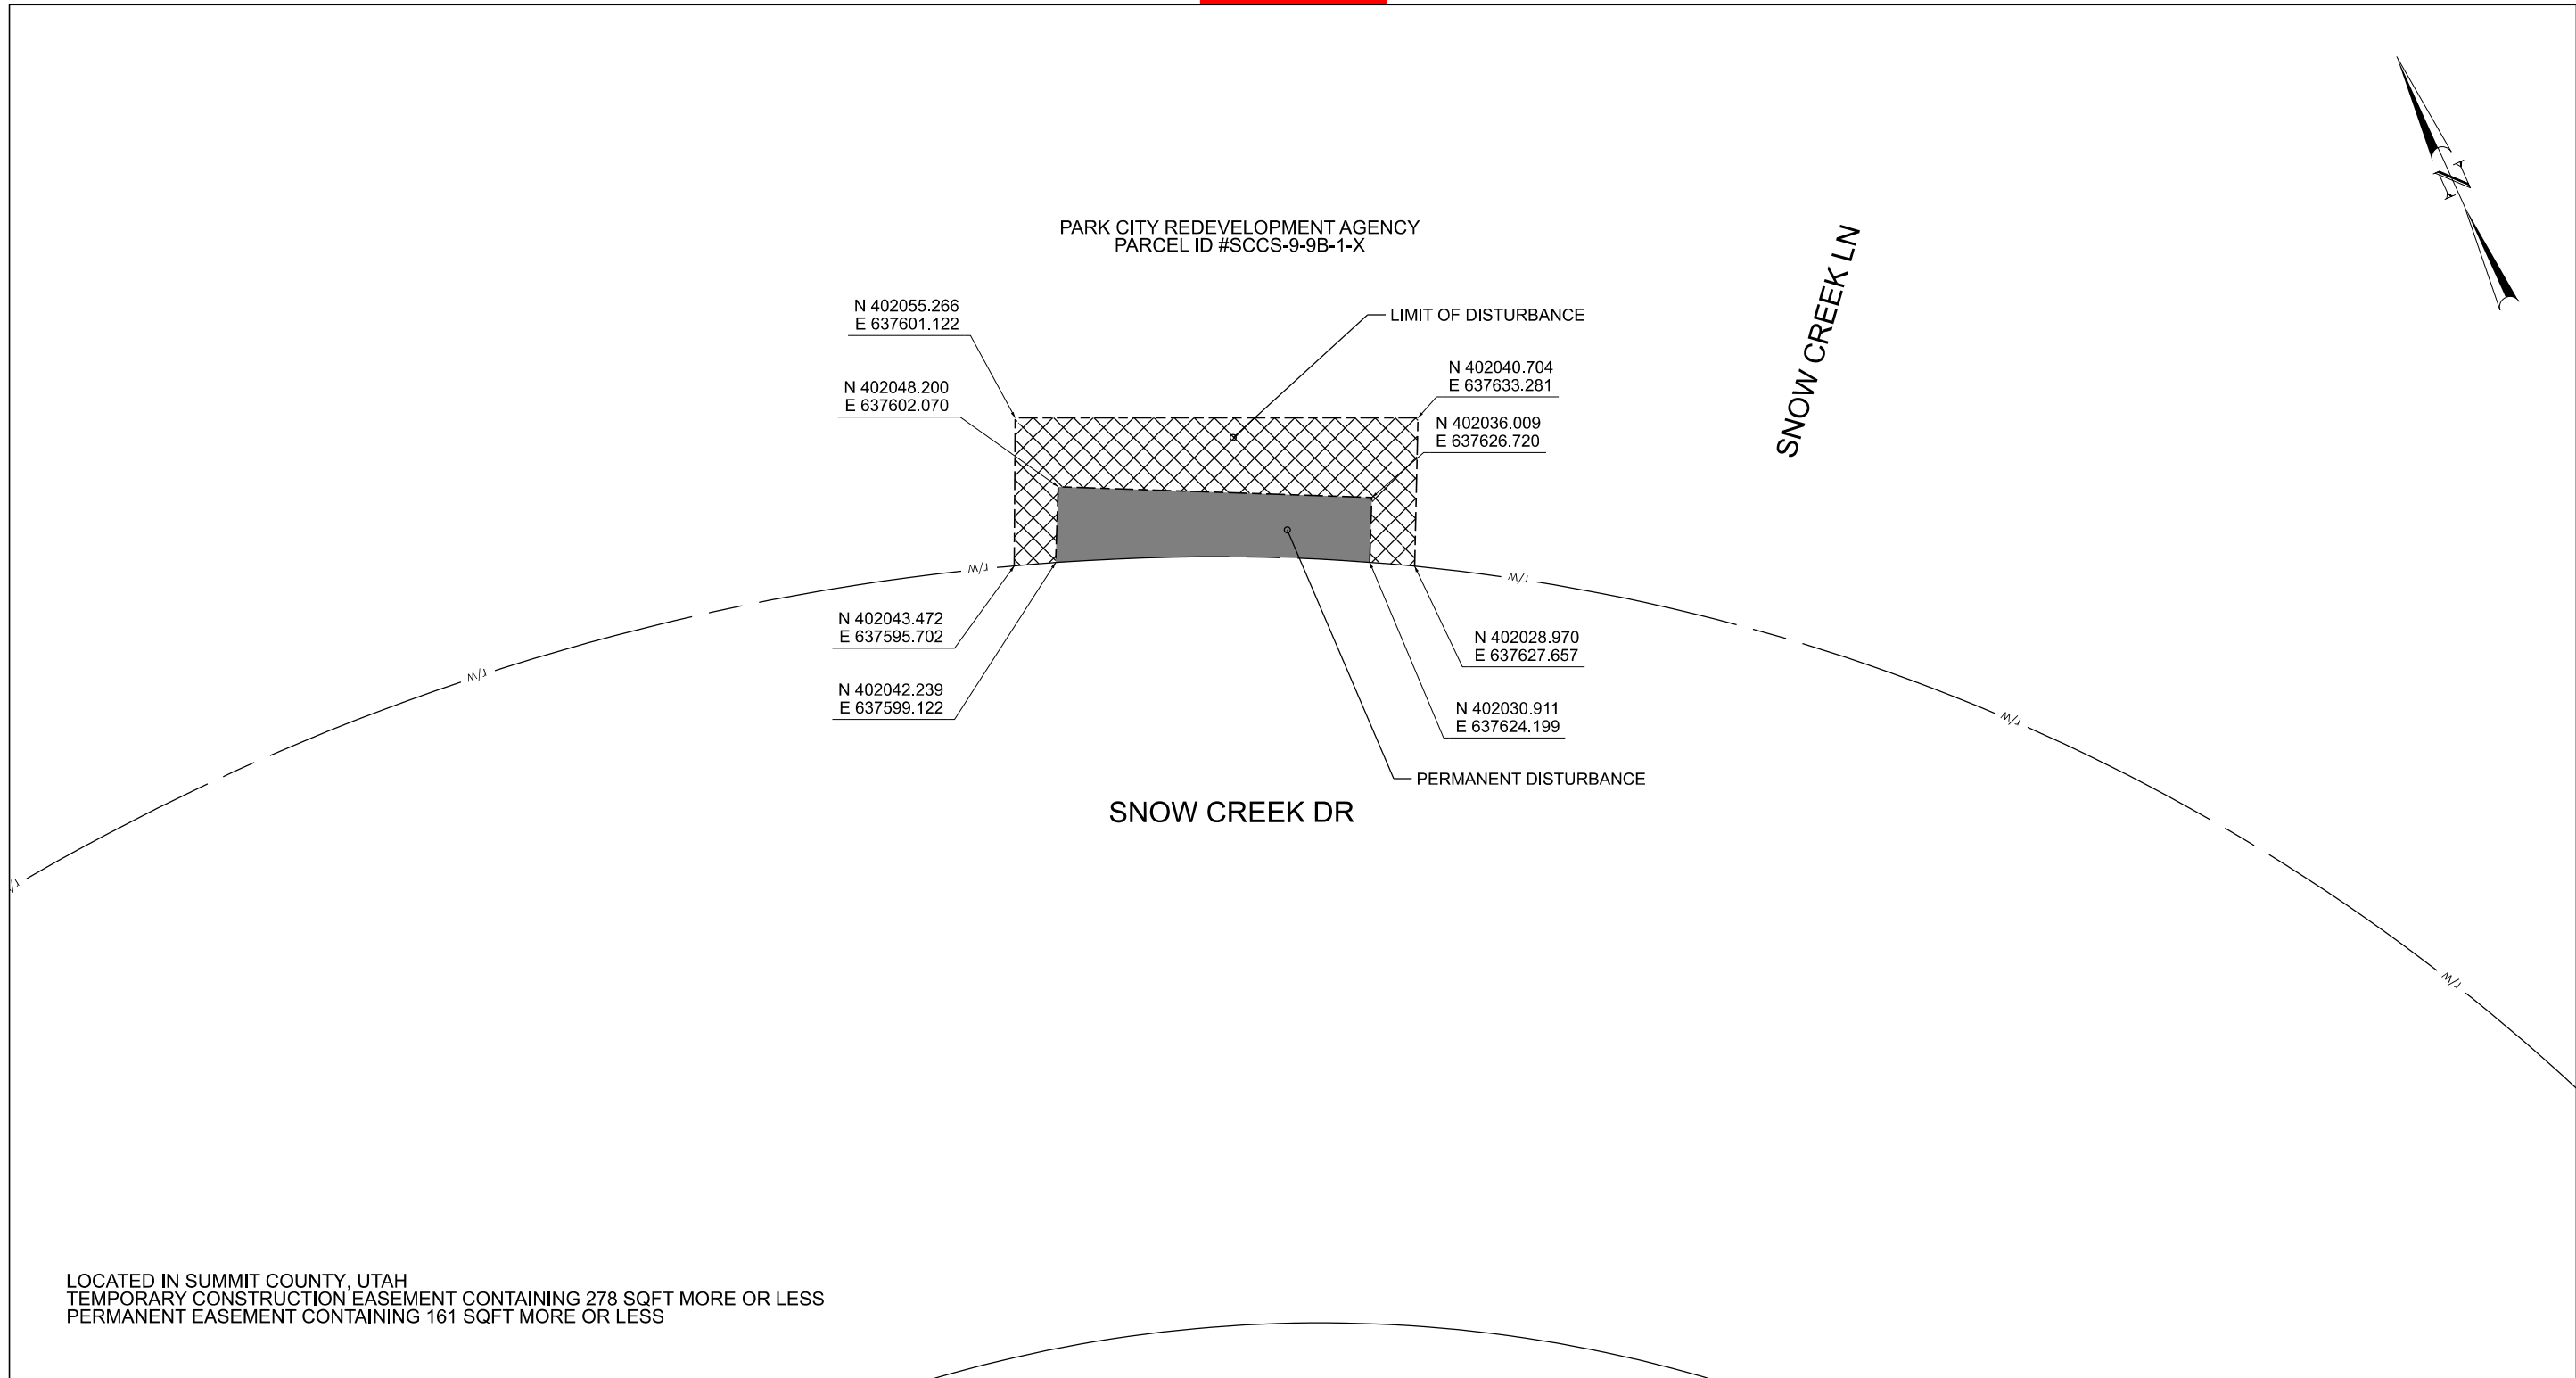 PARK CITY REDEVELOPMENT AGENCY
PARCEL ID #SCCS-9-9B-1-X
SNOW CREEK LN
N
N 402055.266
E 637601.122
LIMIT OF DISTURBANCE
N 402048.200
E 637602.070
N 402040.704
E 637633.281
N 402036.009
E 637626.720
r/w
r/w
r/w
r/w
r/w
N 402043.472
E 637595.702
N 402028.970
E 637627.657
N 402042.239
E 637599.122
N 402030.911
E 637624.199
PERMANENT DISTURBANCE
SNOW CREEK DR
LOCATED IN SUMMIT COUNTY, UTAH
TEMPORARY CONSTRUCTION EASEMENT CONTAINING 278 SQFT MORE OR LESS
PERMANENT EASEMENT CONTAINING 161 SQFT MORE OR LESS